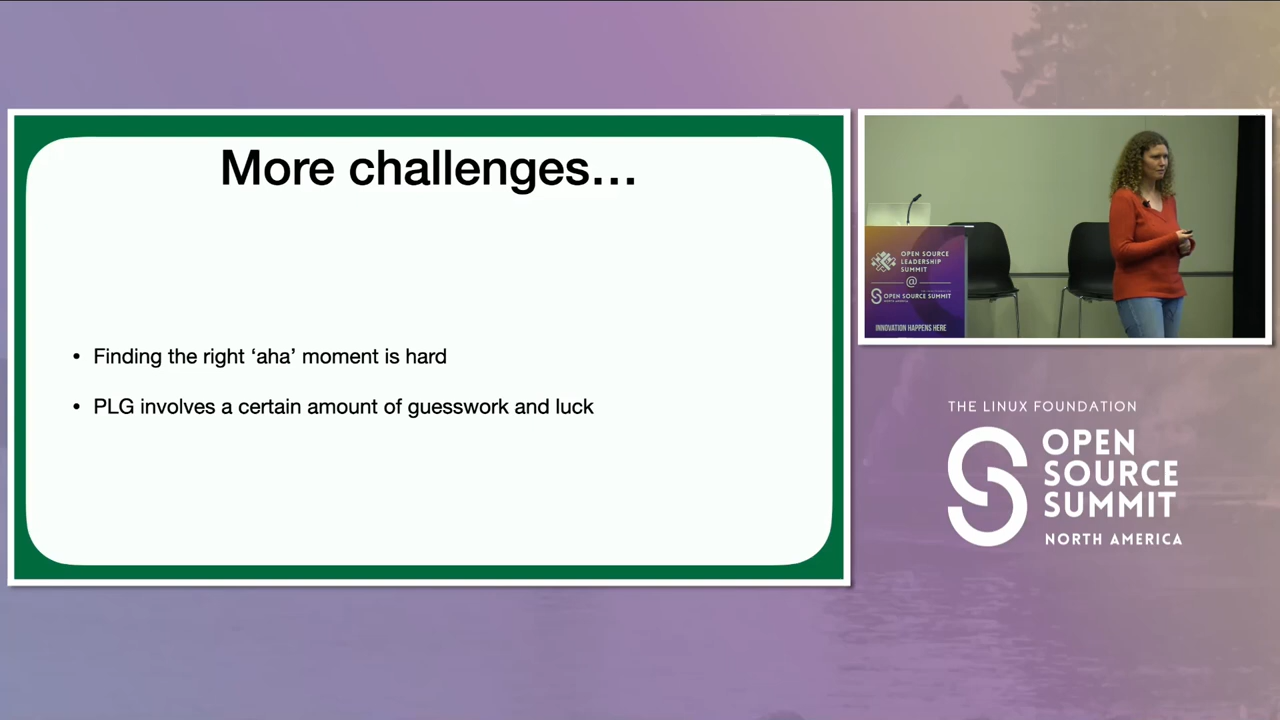 More challenges…
• Finding the right ‘aha’ moment is hard
• PLG involves a certain amount of guesswork and luck
OPEN SOURCE
LEADERSHIP
SUMMIT
@
OPEN SOURCE SUMMIT
INNOVATION HAPPENS HERE
THE LINUX FOUNDATION
OPEN
SOURCE
SUMMIT
NORTH AMERICA